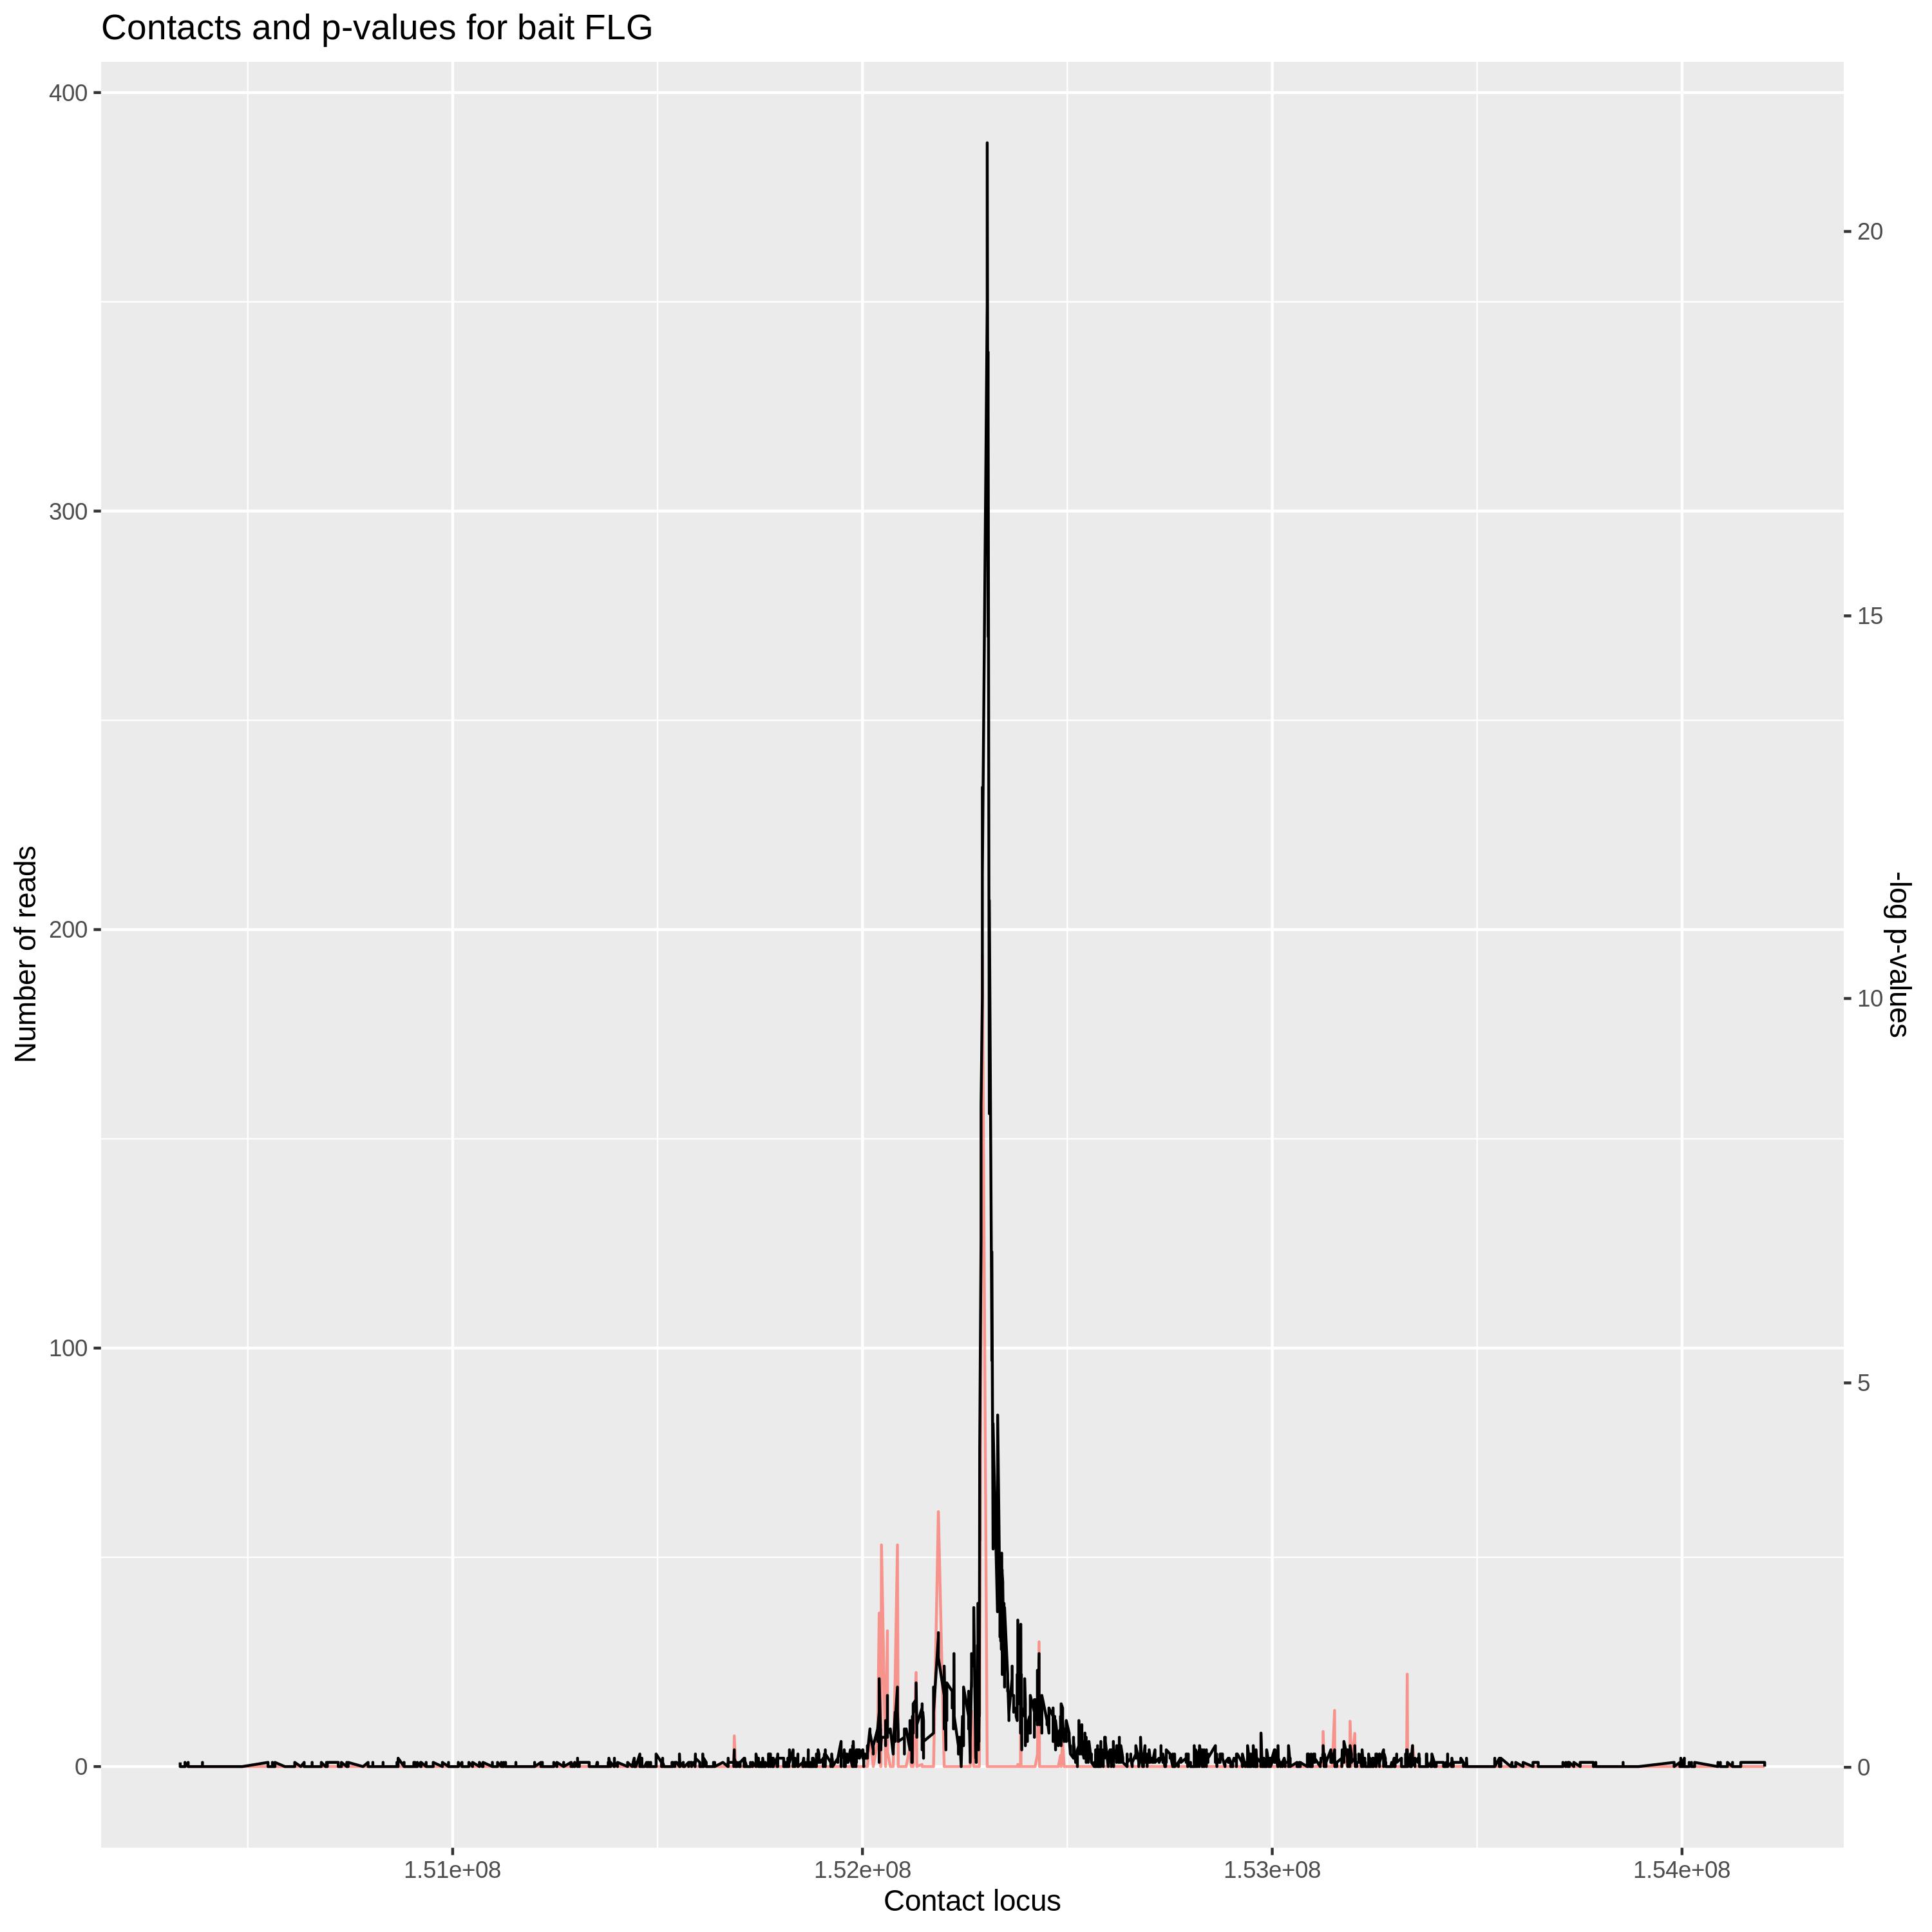 Contacts and p-values for bait FLG
400
300
200
100
0
Number of reads
20
15
10
5
0
-log p-values
1.51e+08
1.52e+08
1.53e+08
1.54e+08
Contact locus